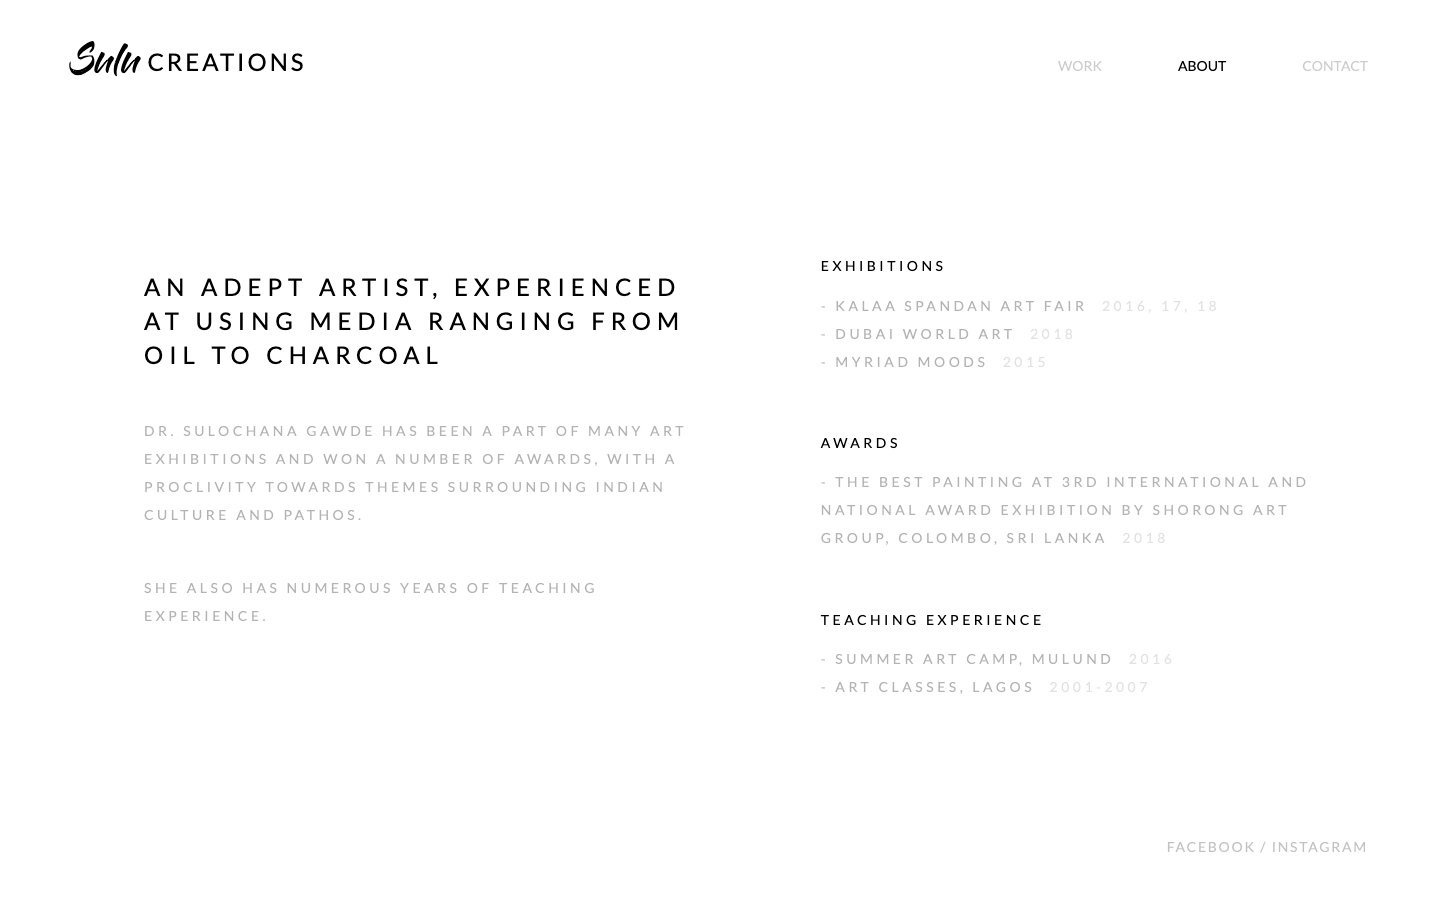 Sulu CREATIONS
WORK
ABOUT
CONTACT
AN ADEPT ARTIST, EXPERIENCED
AT USING MEDIA RANGING FROM
OIL TO CHARCOAL
DR. SULOCHANA GAWDE HAS BEEN A PART OF MANY ART
EXHIBITIONS AND WON A NUMBER OF AWARDS, WITH A
PROCLIVITY TOWARDS THEMES SURROUNDING INDIAN
CULTURE AND PATHOS.
SHE ALSO HAS NUMEROUS YEARS OF TEACHING
EXPERIENCE.
EXHIBITIONS
- KALAA SPANDAN ART FAIR 2016, 17, 18
- DUBAI WORLD ART 2018
- MYRIAD MOODS 2015
AWARDS
- THE BEST PAINTING AT 3RD INTERNATIONAL AND
NATIONAL AWARD EXHIBITION BY SHORONG ART
GROUP, COLOMBO, SRI LANKA 2018
TEACHING EXPERIENCE
- SUMMER ART CAMP, MULUND 2016
- ART CLASSES, LAGOS 2001-2007
FACEBOOK / INSTAGRAM